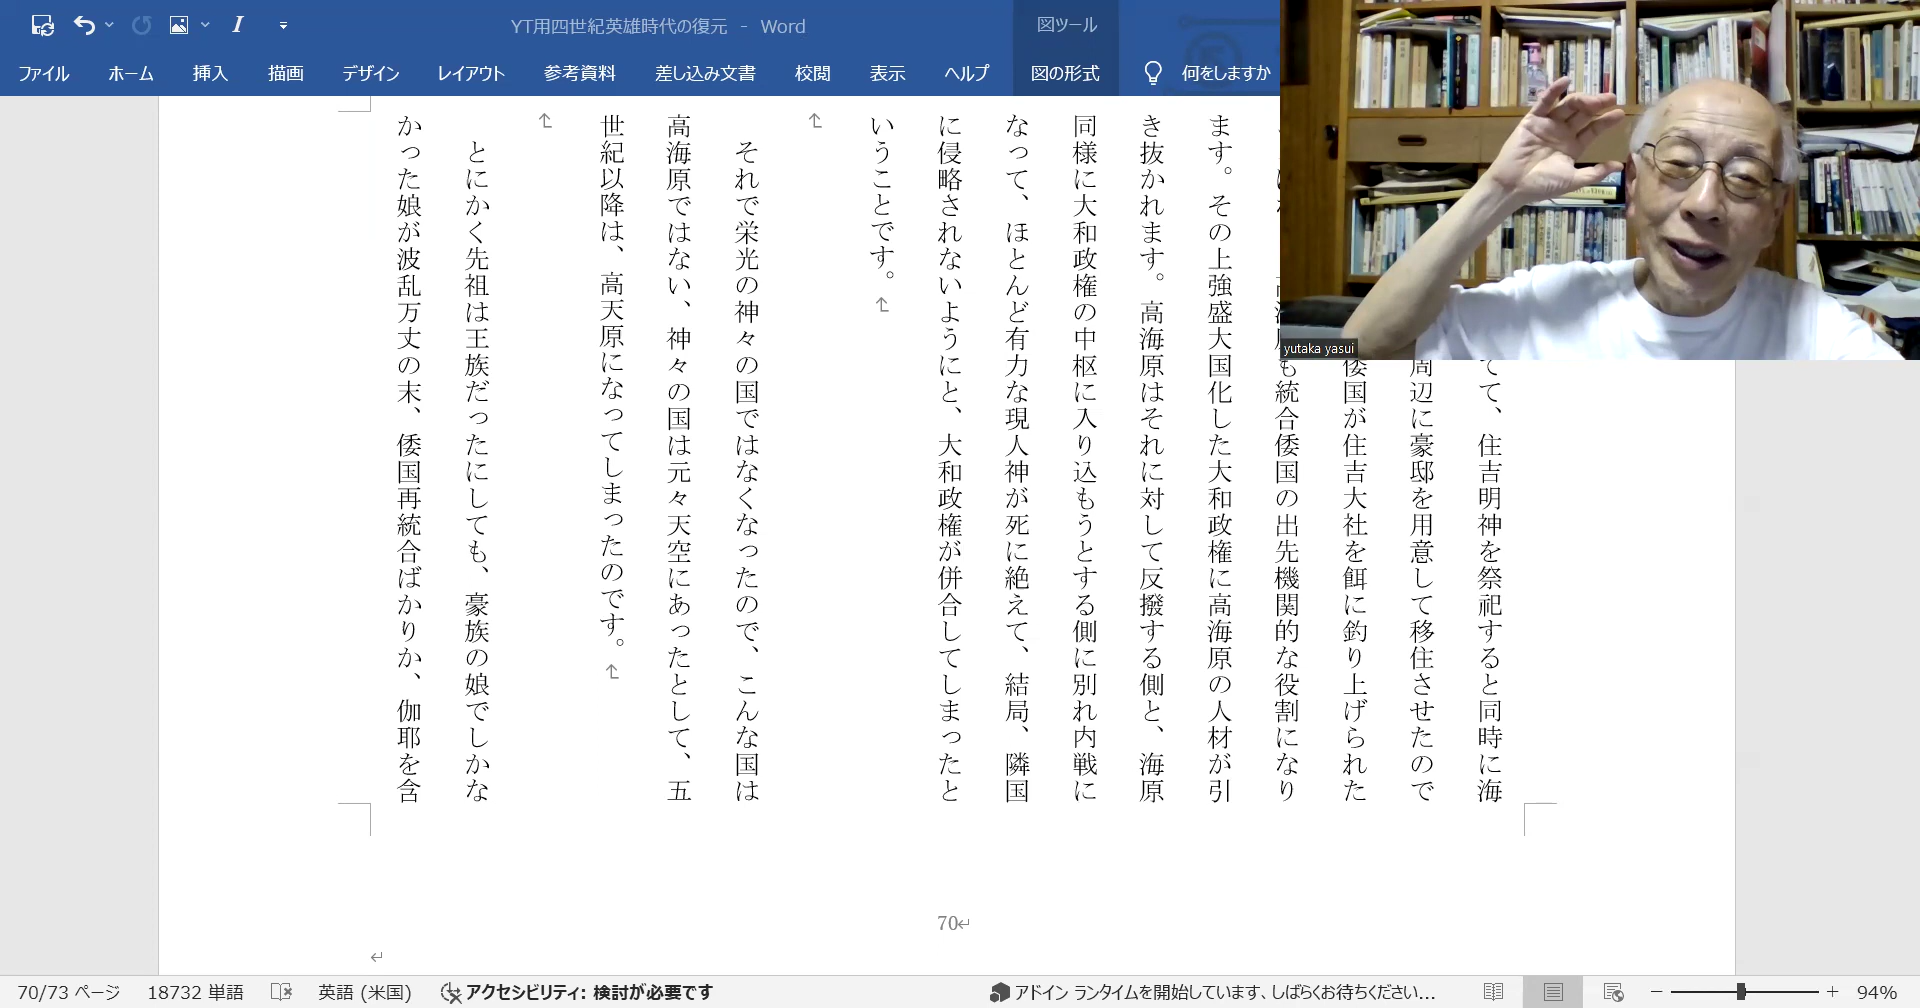 YT用四世紀英雄時代の復元 - Word
図ツール
ファイル
ホーム
挿入
描画
デザイン
レイアウト
参考資料
差し込み文書
校閲
表示
ヘルプ
図の形式
何をしますか
yutaka yasui
て、住吉明神を祭祀すると同時に海
周辺に豪邸を用意して移住させたので
倭国が住吉大社を餌に釣り上げられた
も統合倭国の出先機関的な役割になり
ます。その上強盛大国化した大和政権に高海原の人材が引
き抜かれます。高海原はそれに対して反撥する側と、海原
同様に大和政権の中枢に入り込もうとする側に別れ内戦に
なって、ほとんど有力な現人神が死に絶えて、結局、隣国
に侵略されないようにと、大和政権が併合してしまったと
いうことです。
それで栄光の神々の国ではなくなったので、こんな国は
高海原ではない、神々の国は元々天空にあったとして、五
世紀以降は、高天原になってしまったのです。
とにかく先祖は王族だったにしても、豪族の娘でしかな
かった娘が波乱万丈の末、倭国再統合ばかりか、伽耶を含
70
70/73 ページ
18732 単語
英語 (米国)
アクセシビリティ: 検討が必要です
アドイン ランタイムを開始しています、しばらくお待ちください...
94%